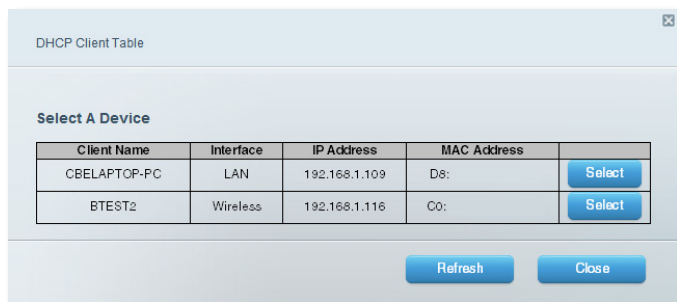 DHCP Client Table
Select A Device
Client Name Interface IP Address MAC Address
CBELAPTOP-PC LAN 192.168.1.109 D8: Select
BTEST2 Wireless 192.168.1.116 C0: Select
Refresh Close